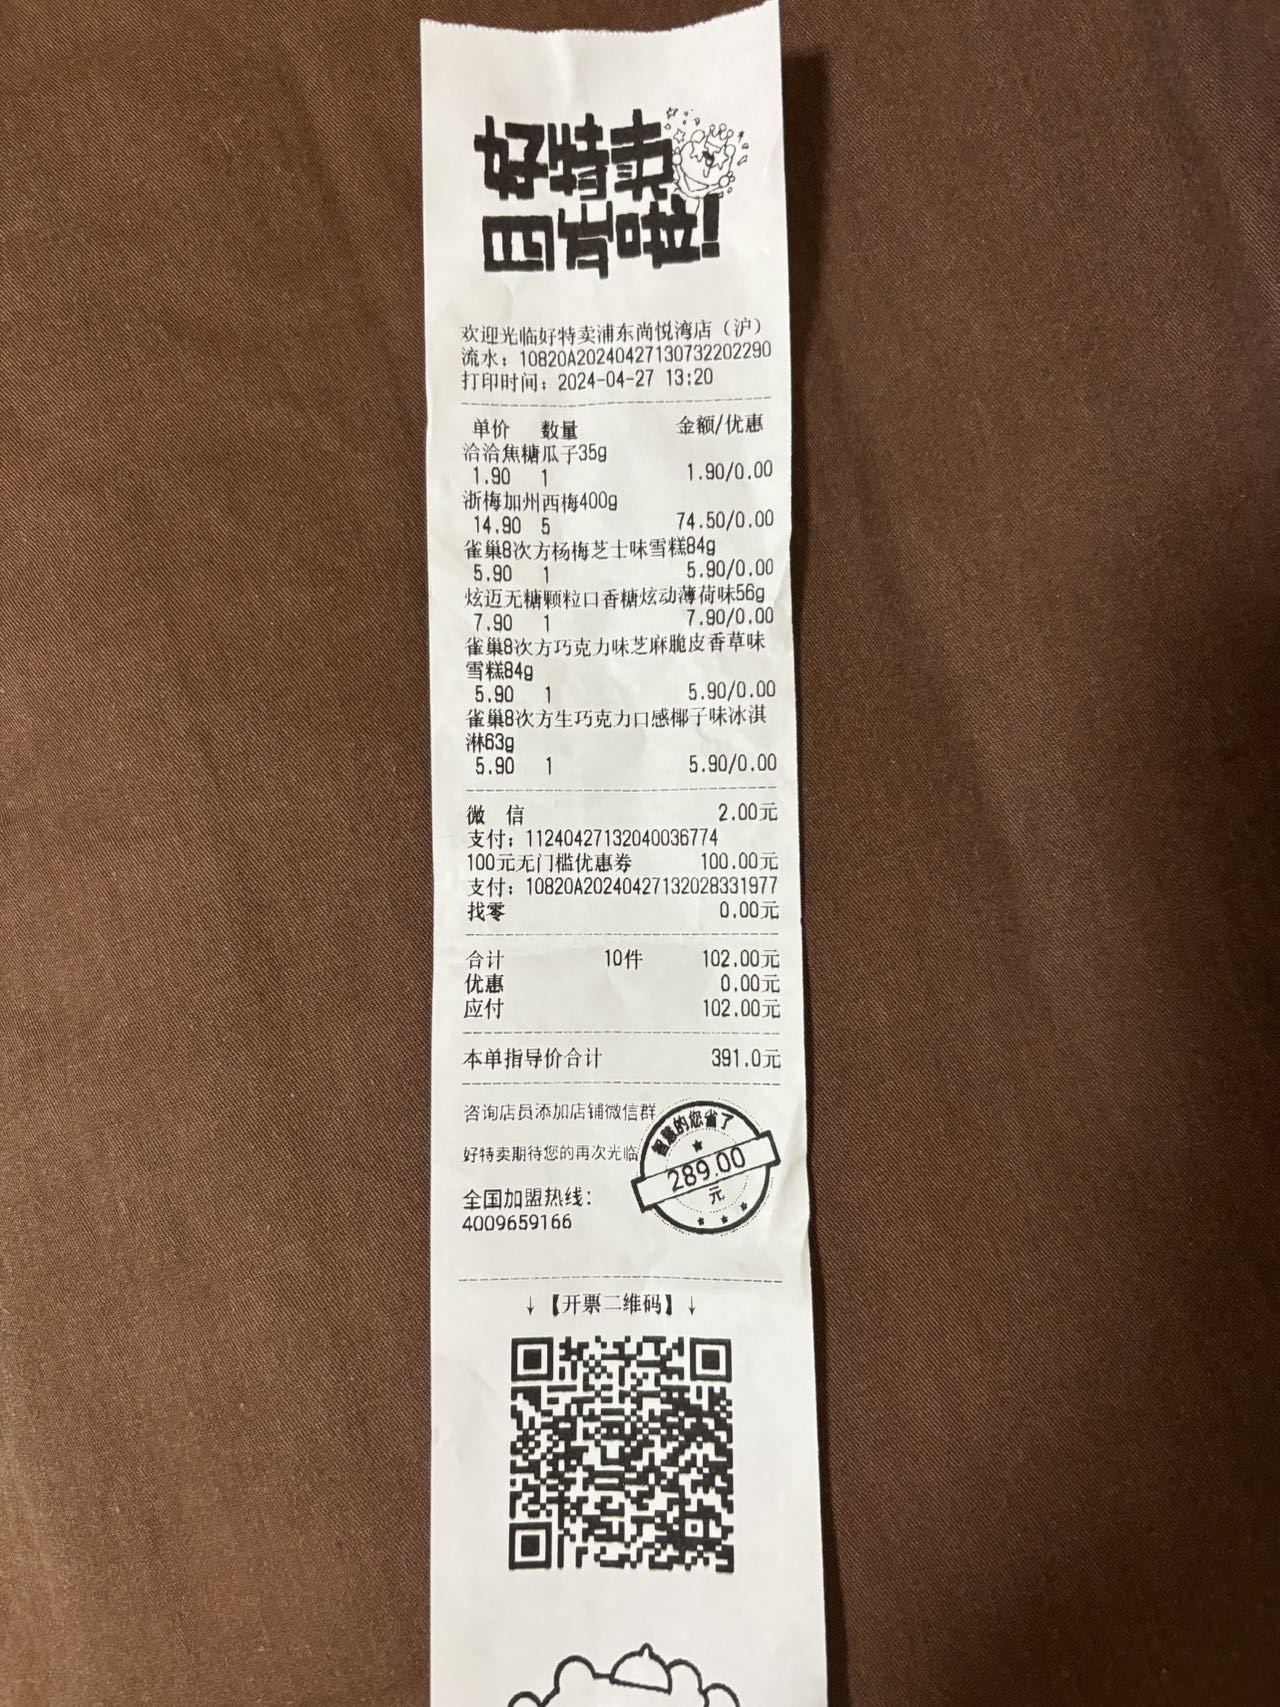 好特卖
目正口甘!
欢迎光临好特卖浦东尚悦湾店（沪）
流水：10820A20240427130732202290
打印时间：2024-04-27 13:20
单价 数量 金额/优惠
洽洽焦糖瓜子35g
1.90 1 1.90/0.00
浙梅加州西梅400g
14.90 5 74.50/0.00
雀巢8次方杨梅芝士味雪糕84g
5.90 1 5.90/0.00
炫迈无糖颗粒口香糖炫动薄荷味56g
7.90 1 7.90/0.00
雀巢8次方巧克力味芝麻脆皮香草味
雪糕84g
5.90 1 5.90/0.00
雀巢8次方生巧克力口感椰子味冰淇
淋63g
5.90 1 5.90/0.00
微 信 2.00元
支付：11240427132040036774
100元无门槛优惠券 100.00元
支付：10820A20240427132028331977
找零 0.00元
合计 10件 102.00元
优惠 0.00元
应付 102.00元
本单指导价合计 391.0元
咨询店员添加店铺微信群
好特卖期待您的再次光临
全国加盟热线：
4009659166
智慧的您省了
289.00
元
↓【开票二维码】↓